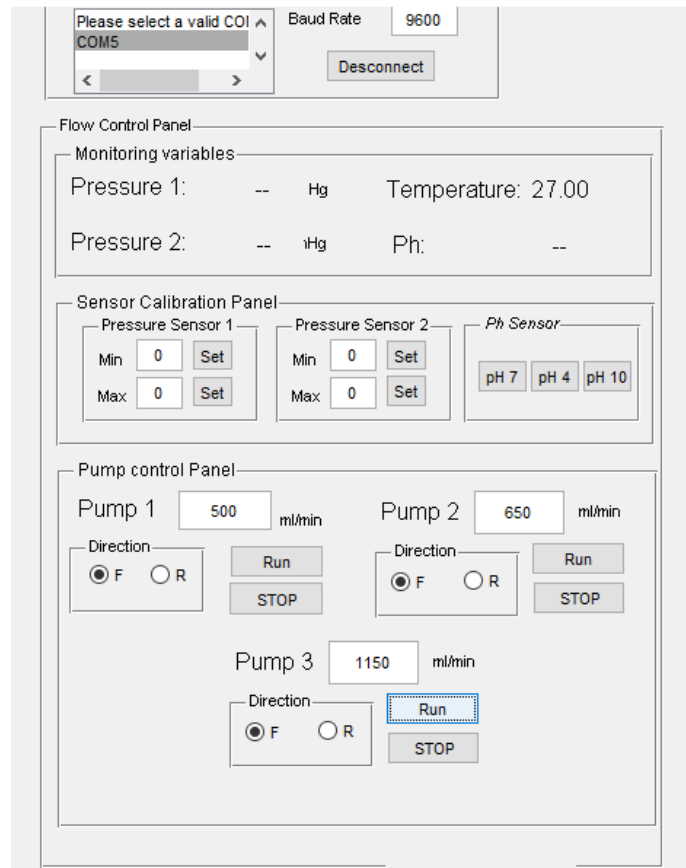 Please select a valid COI
COM5
Baud Rate 9600
Desconnect
Flow Control Panel
Monitoring variables
Pressure 1: -- Hg Temperature: 27.00
Pressure 2: -- Hg Ph: --
Sensor Calibration Panel
Pressure Sensor 1
Min 0 Set
Max 0 Set
Pressure Sensor 2
Min 0 Set
Max 0 Set
Ph Sensor
pH 7 pH 4 pH 10
Pump control Panel
Pump 1 500 ml/min
Direction
F R
Run
STOP
Pump 2 650 ml/min
Direction
F R
Run
STOP
Pump 3 1150 ml/min
Direction
F R
Run
STOP